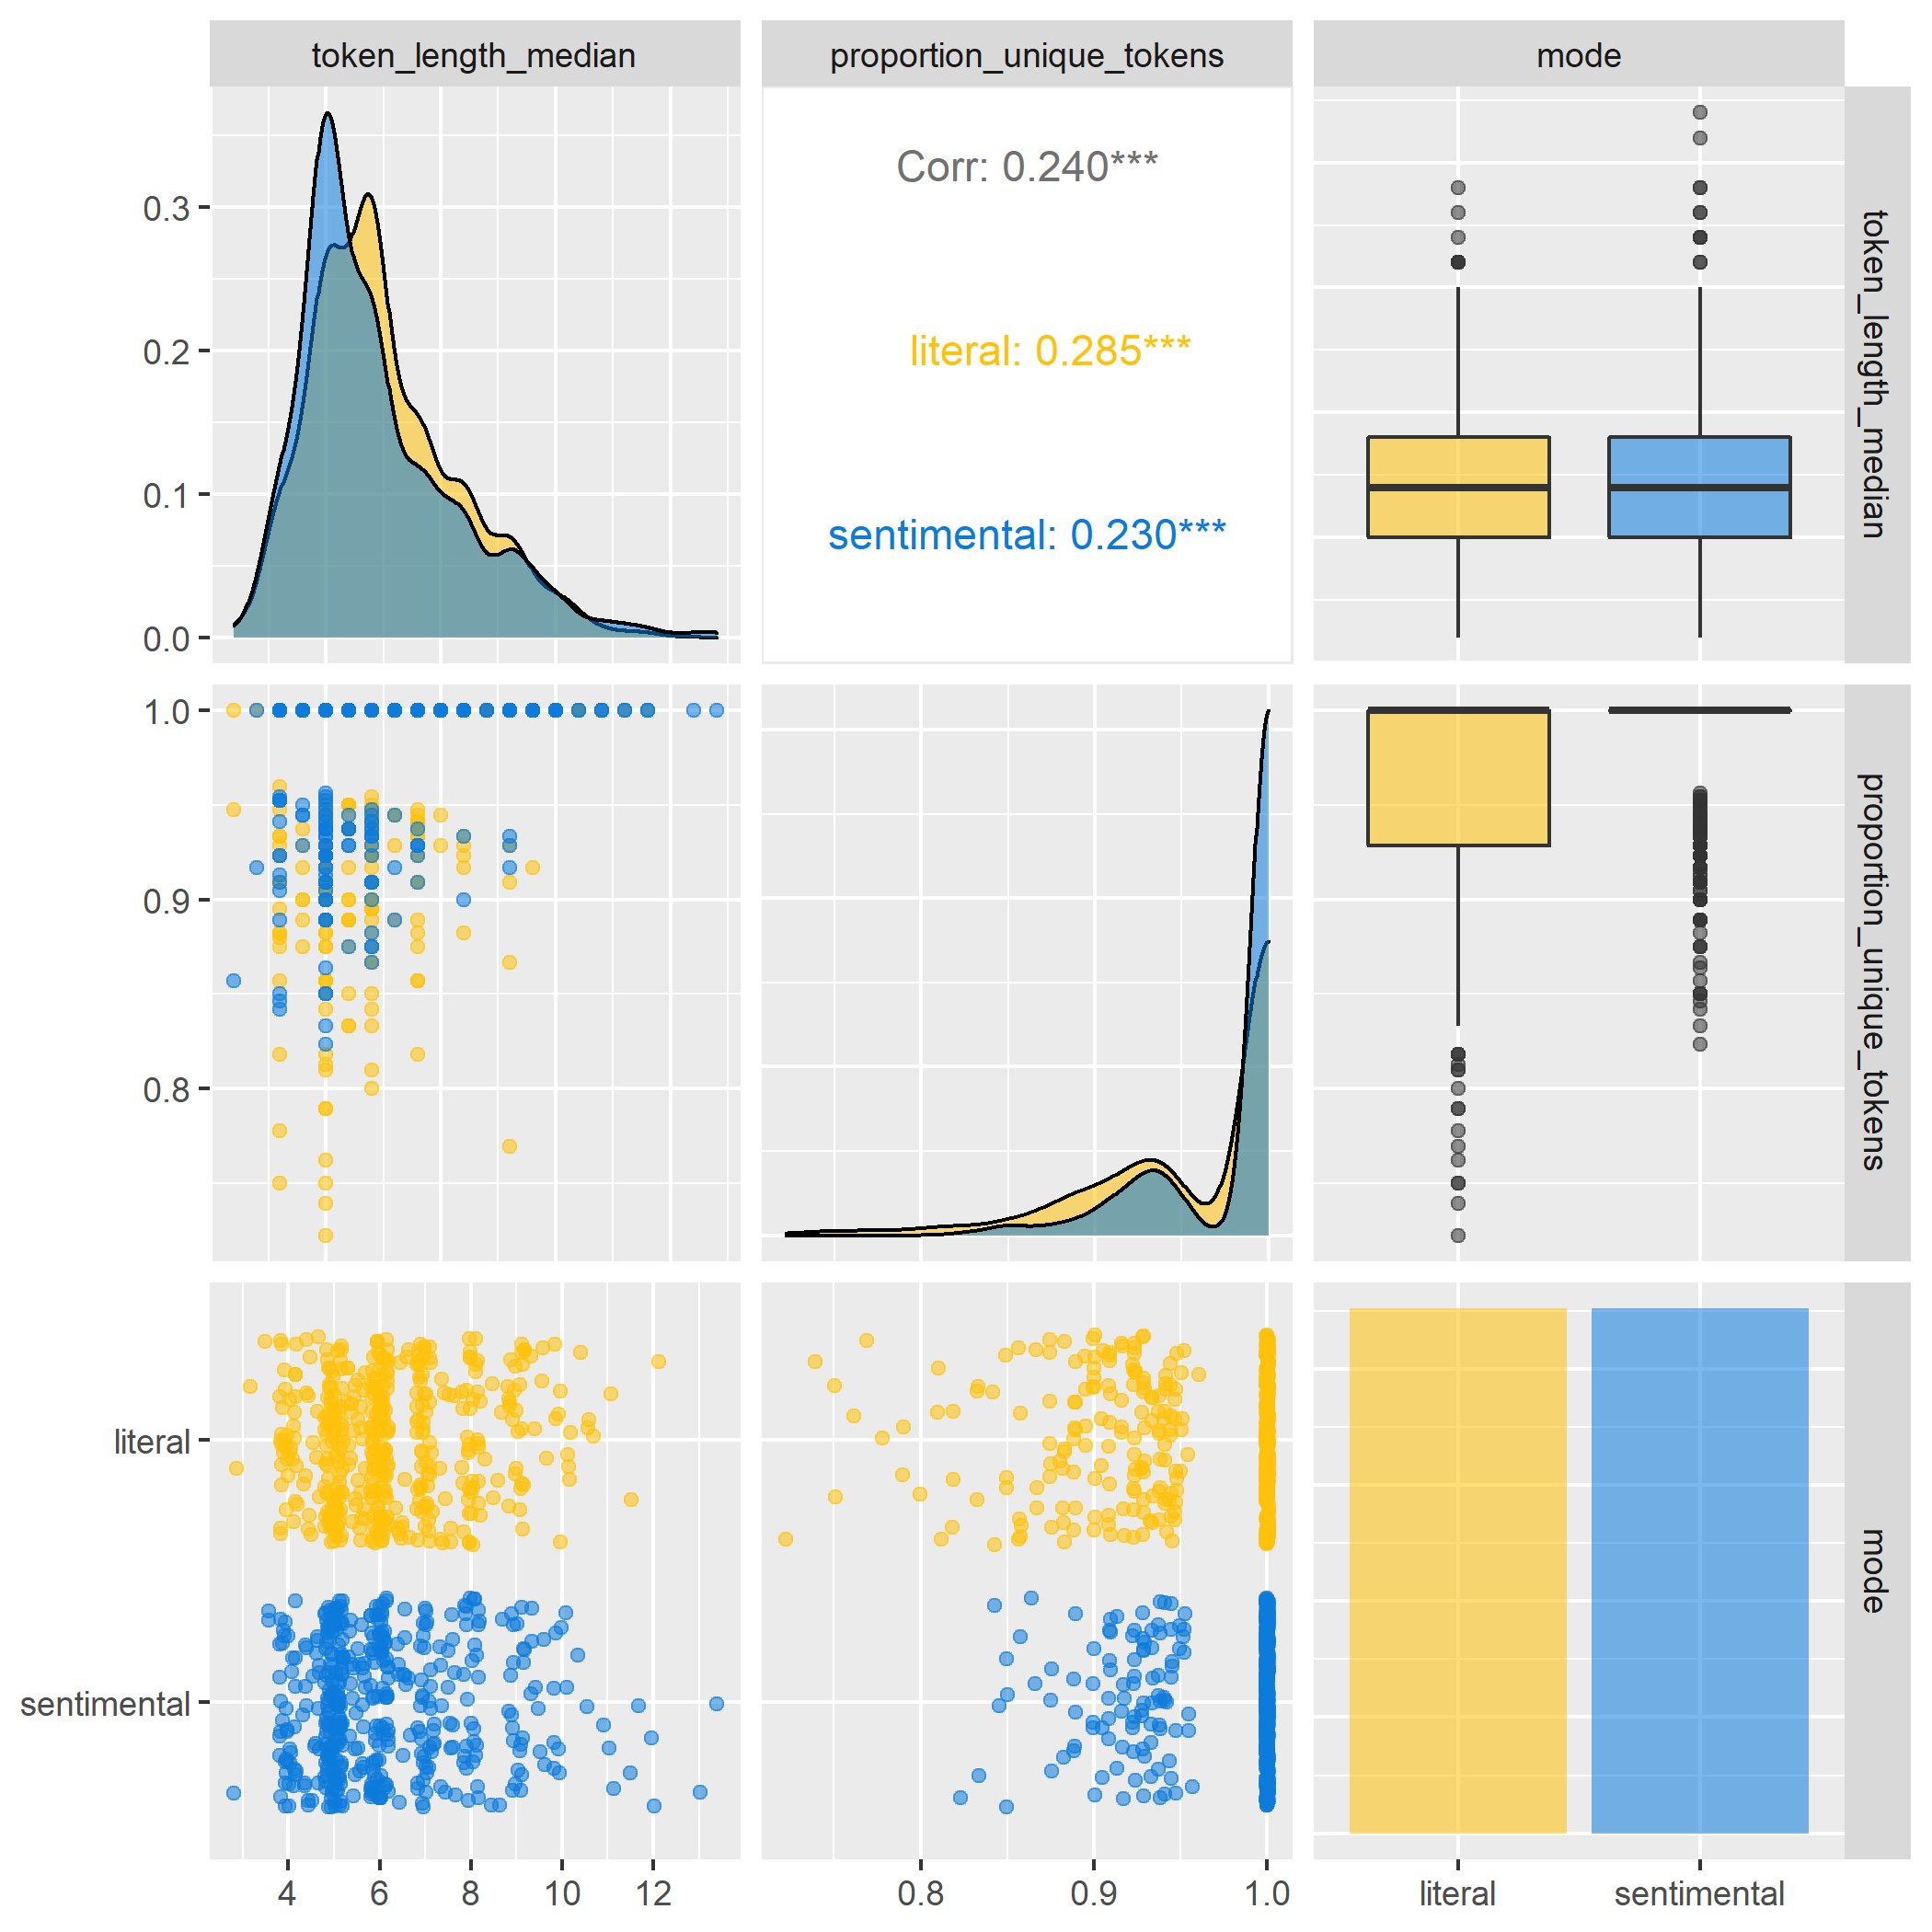 token_length_median
proportion_unique_tokens
mode
0.3
0.2
0.1
0.0
Corr: 0.240***
literal: 0.285***
sentimental: 0.230***
token_length_median
1.0
0.9
0.8
proportion_unique_tokens
literal
sentimental
mode
4 6 8 10 12
0.8 0.9 1.0
literal sentimental